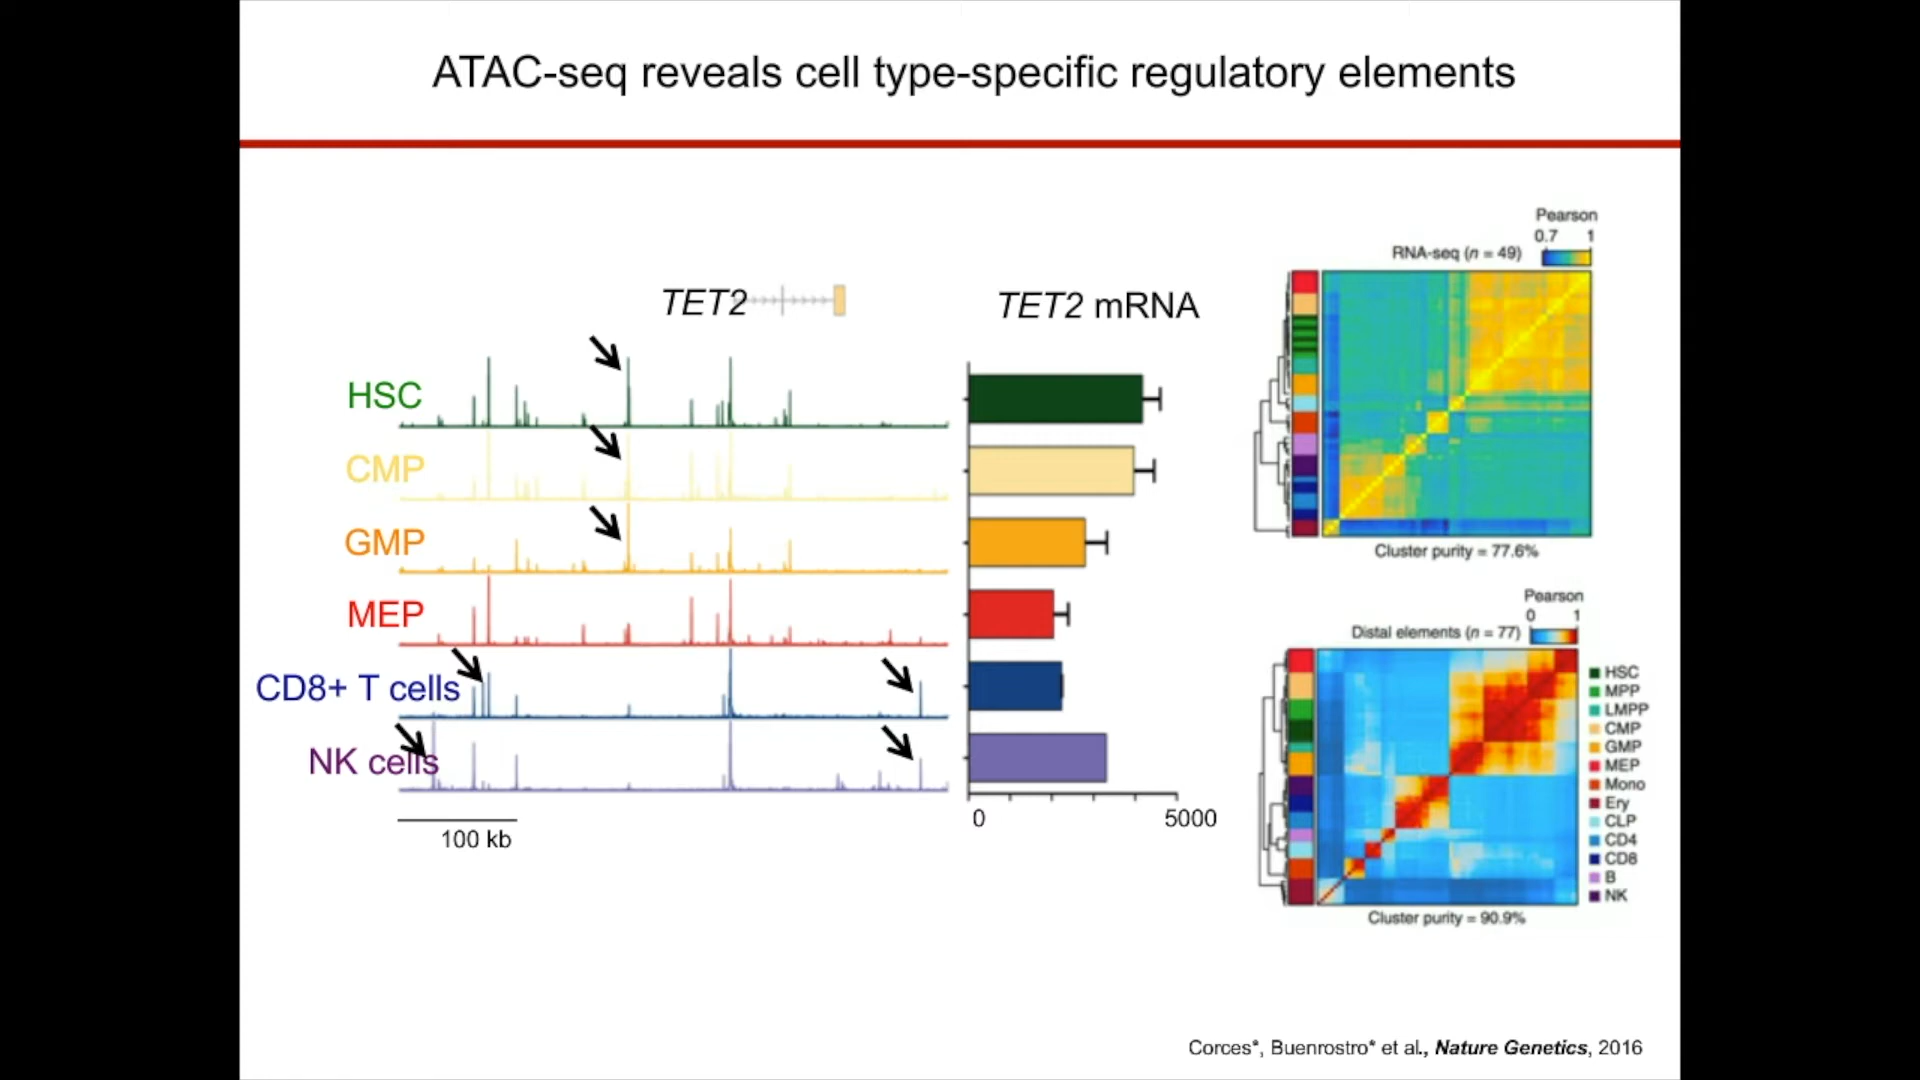 ATAC-seq reveals cell type-specific regulatory elements
TET2
TET2 mRNA
HSC
CMP
GMP
MEP
CD8+ T cells
NK cells
100 kb
0
5000
Pearson
0.7 1
RNA-seq (n = 49)
Cluster purity = 77.6%
Pearson
0 1
Distal elements (n = 77)
HSC
MPP
LMPP
CMP
GMP
MEP
Mono
Ery
CLP
CD4
CD8
B
NK
Cluster purity = 90.9%
Corces*, Buenrostro* et al., Nature Genetics, 2016